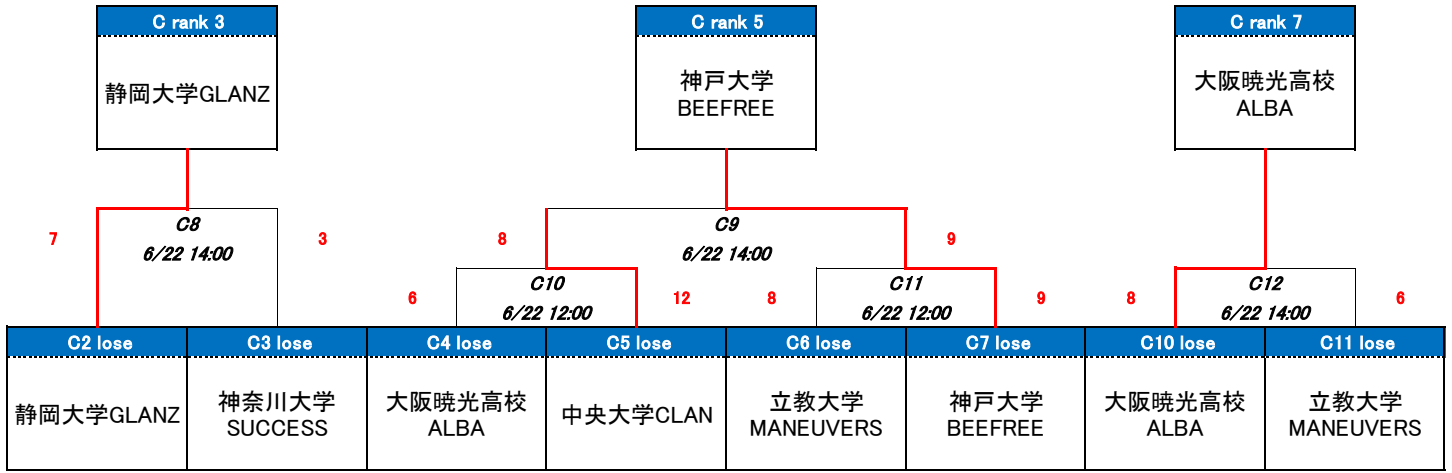 C rank 3
C rank 5
C rank 7
静岡大学GLANZ
神戸大学
BEEFREE
大阪暁光高校
ALBA
C8
6/22 14:00
7
3
C9
6/22 14:00
8
9
C10
6/22 12:00
6
12
C11
6/22 12:00
8
9
C12
6/22 14:00
8
6
C2 lose
C3 lose
C4 lose
C5 lose
C6 lose
C7 lose
C10 lose
C11 lose
静岡大学GLANZ
神奈川大学
SUCCESS
大阪暁光高校
ALBA
中央大学CLAN
立教大学
MANEUVERS
神戸大学
BEEFREE
大阪暁光高校
ALBA
立教大学
MANEUVERS